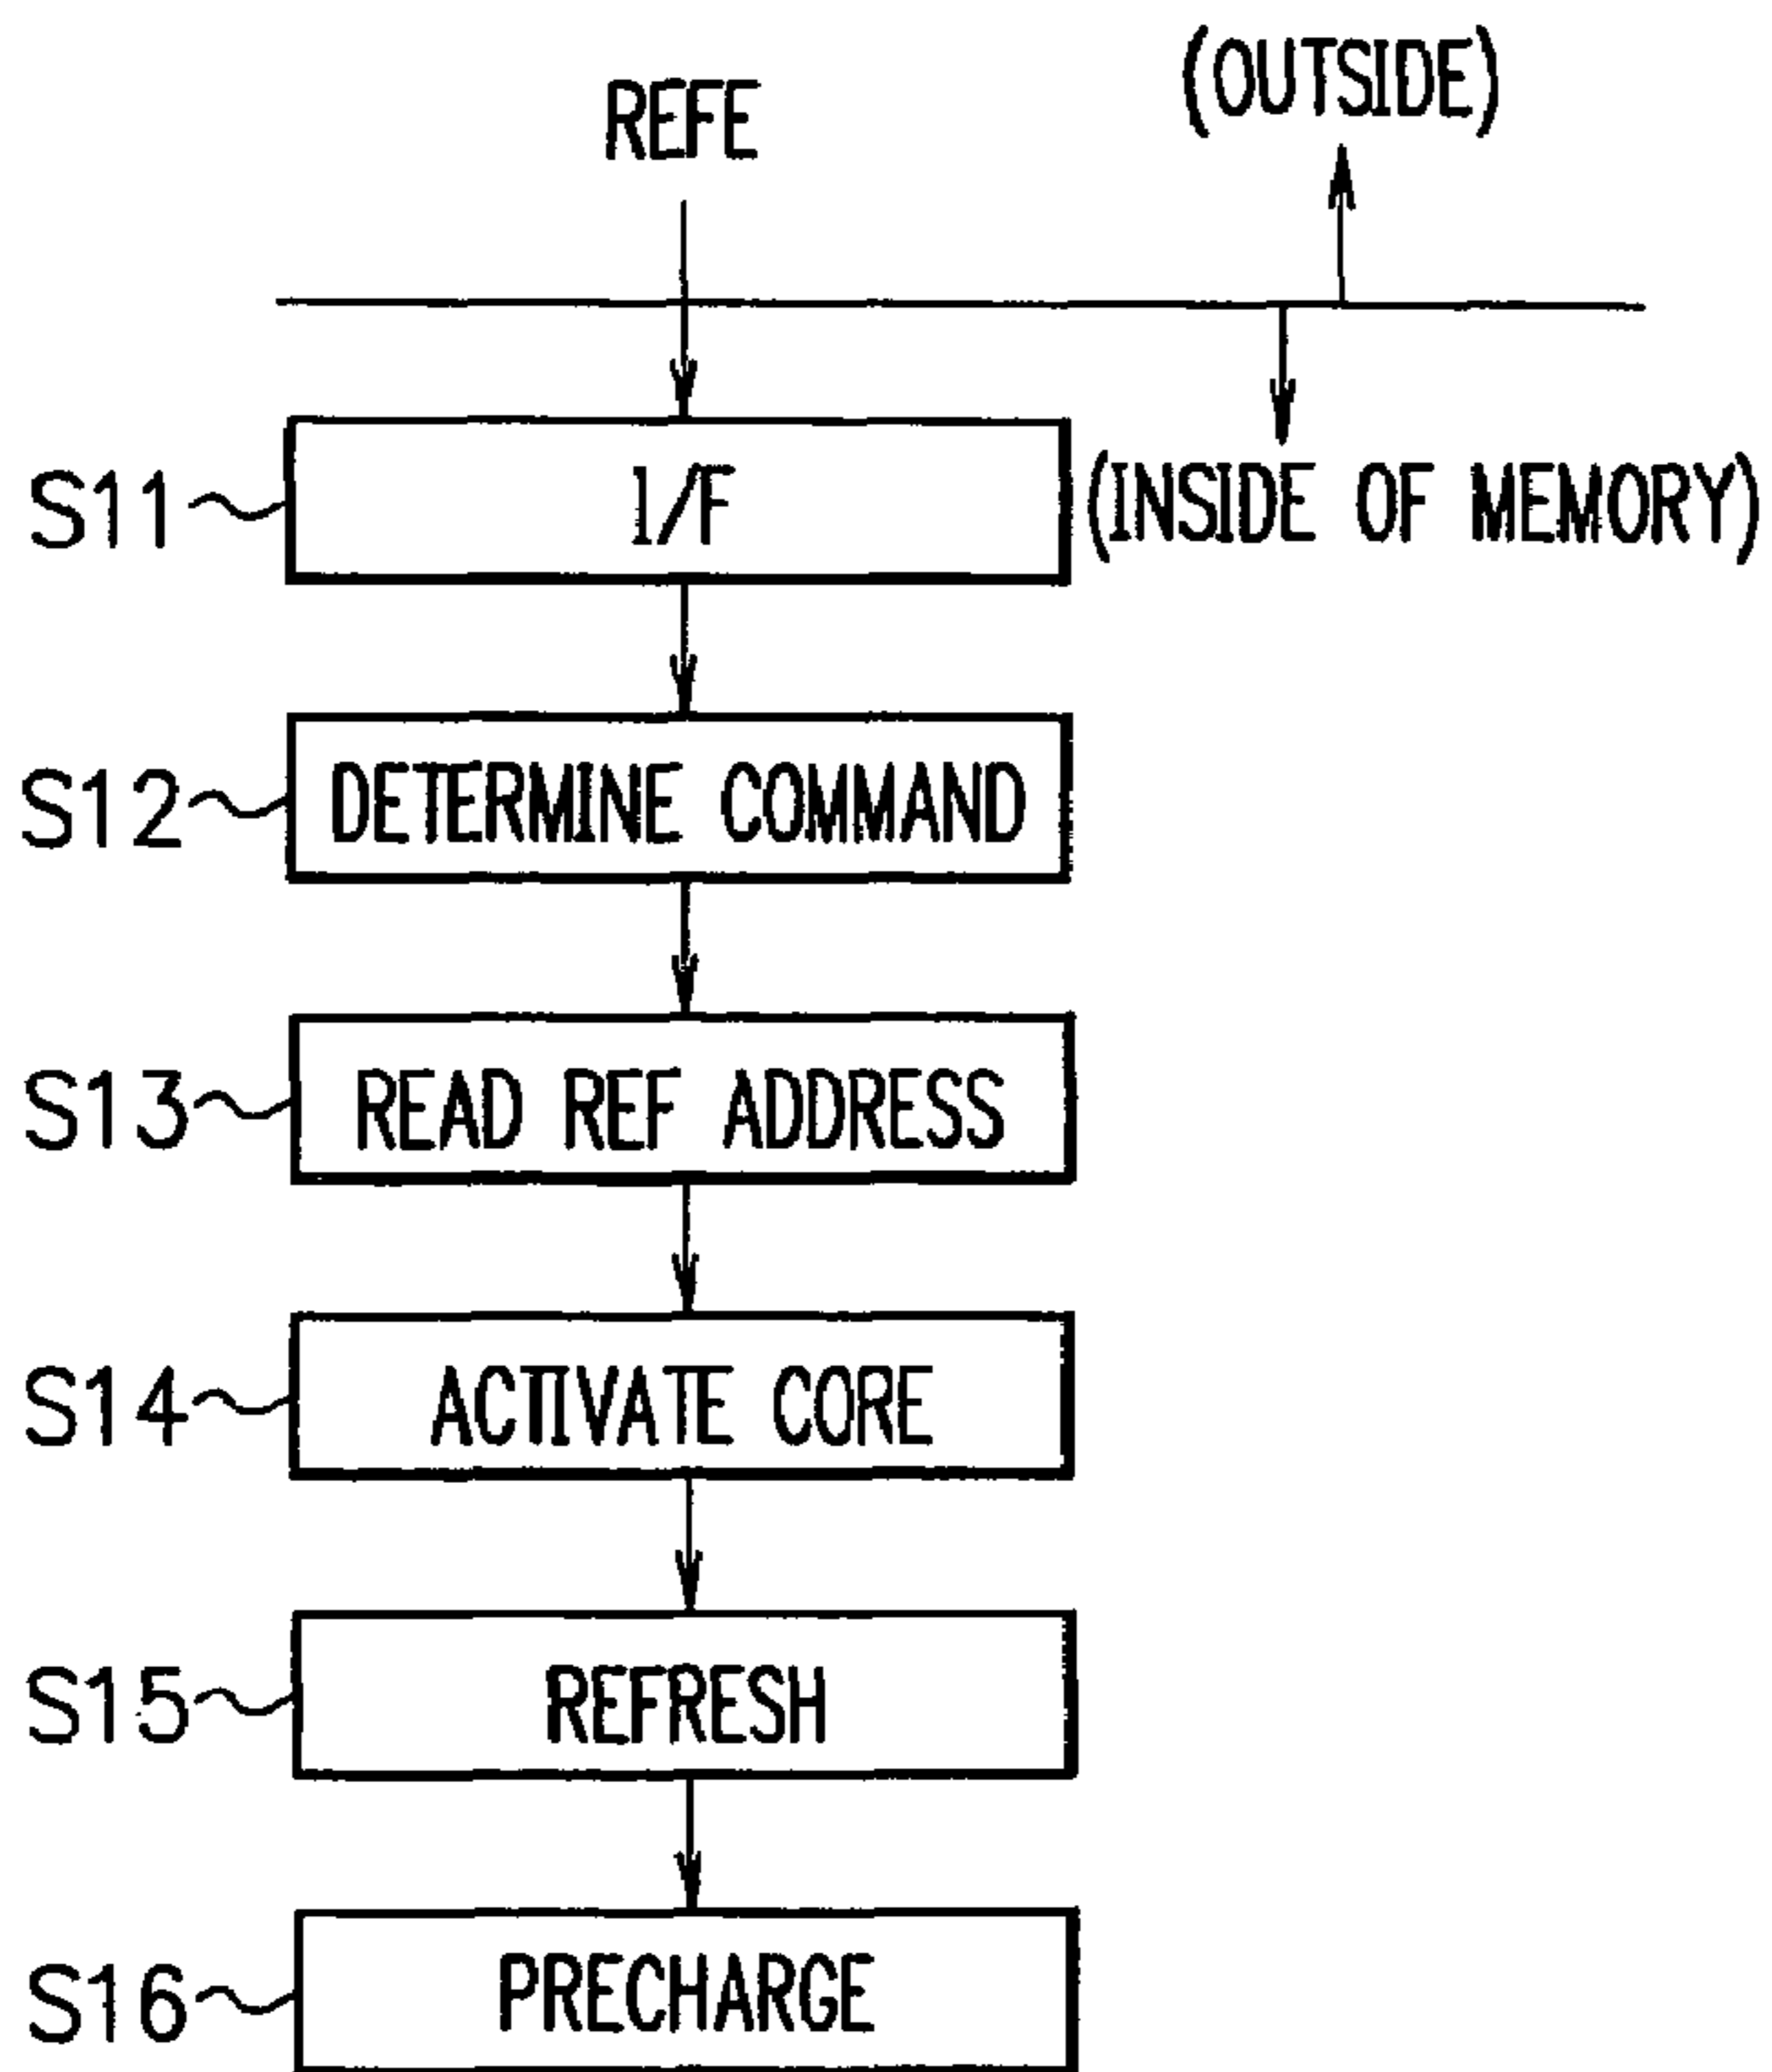 (OUTSIDE)
REFE
S11 I/F (INSIDE OF MEMORY)
S12 DETERMINE COMMAND
S13 READ REF ADDRESS
S14 ACTIVATE CORE
S15 REFRESH
S16 PRECHARGE